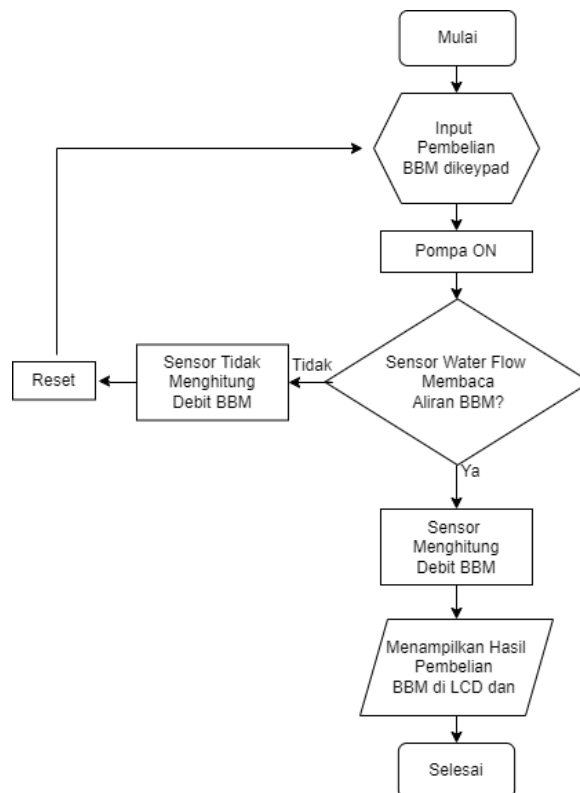 Mulai
Input
Pembelian
BBM dikeypad
Pompa ON
Sensor Water Flow
Membaca
Aliran BBM?
Tidak
Sensor Tidak
Menghitung
Debit BBM
Reset
Ya
Sensor
Menghitung
Debit BBM
Menampilkan Hasil
Pembelian
BBM di LCD dan
Selesai